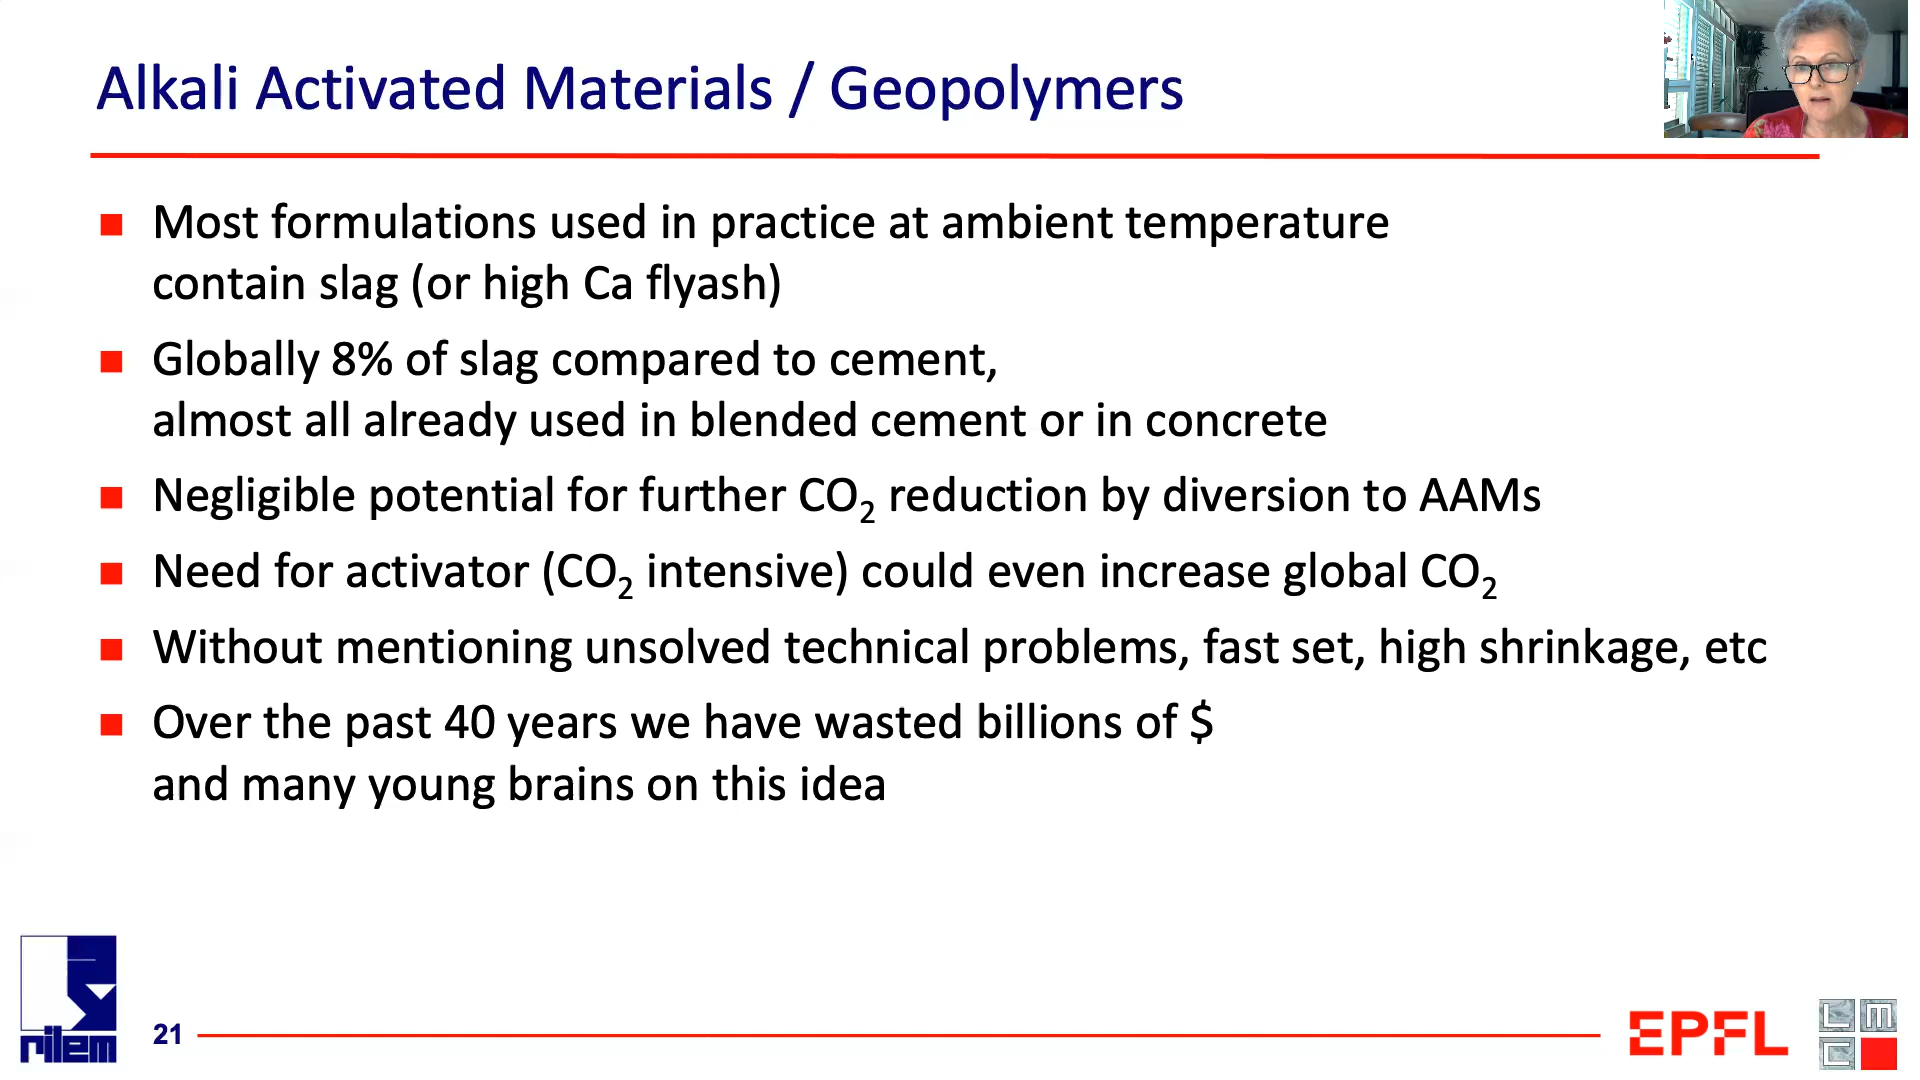 Alkali Activated Materials / Geopolymers
Most formulations used in practice at ambient temperature
contain slag (or high Ca flyash)
Globally 8% of slag compared to cement,
almost all already used in blended cement or in concrete
Negligible potential for further CO₂ reduction by diversion to AAMs
Need for activator (CO₂ intensive) could even increase global CO₂
Without mentioning unsolved technical problems, fast set, high shrinkage, etc
Over the past 40 years we have wasted billions of $
and many young brains on this idea
rilem
21
EPFL
L M
C